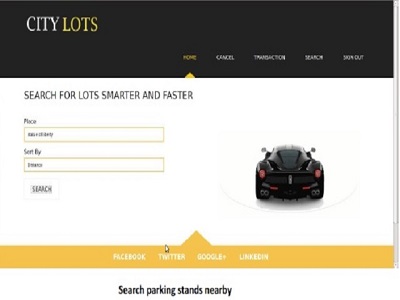 CITY LOTS
HOME CANCEL TRANSACTION SEARCH SIGN OUT
SEARCH FOR LOTS SMARTER AND FASTER
Place
Sort By
Distance
SEARCH
FACEBOOK TWITTER GOOGLE+ LINKEDIN
Search parking stands nearby